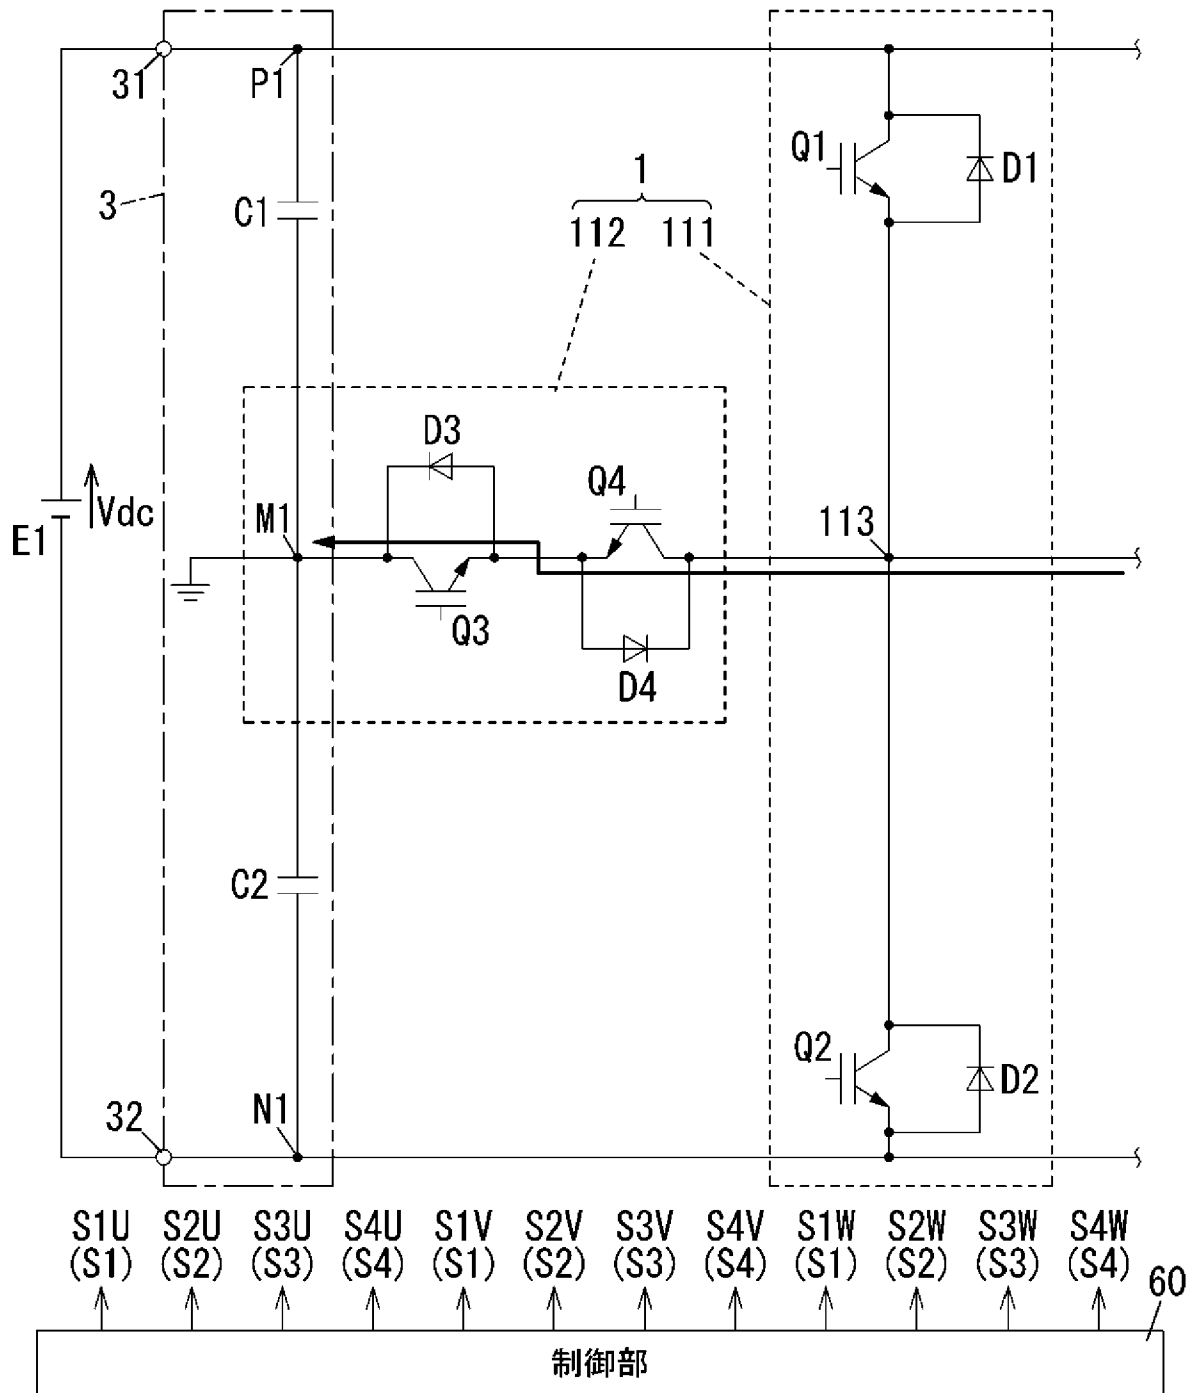 31
P1
Q1
D1
1
3
C1
112 111
D3
Q4
Vdc
E1
M1
113
Q3
D4
C2
Q2
D2
32
N1
S1U S2U S3U S4U S1V S2V S3V S4V S1W S2W S3W S4W
(S1) (S2) (S3) (S4) (S1) (S2) (S3) (S4) (S1) (S2) (S3) (S4)
60
制御部